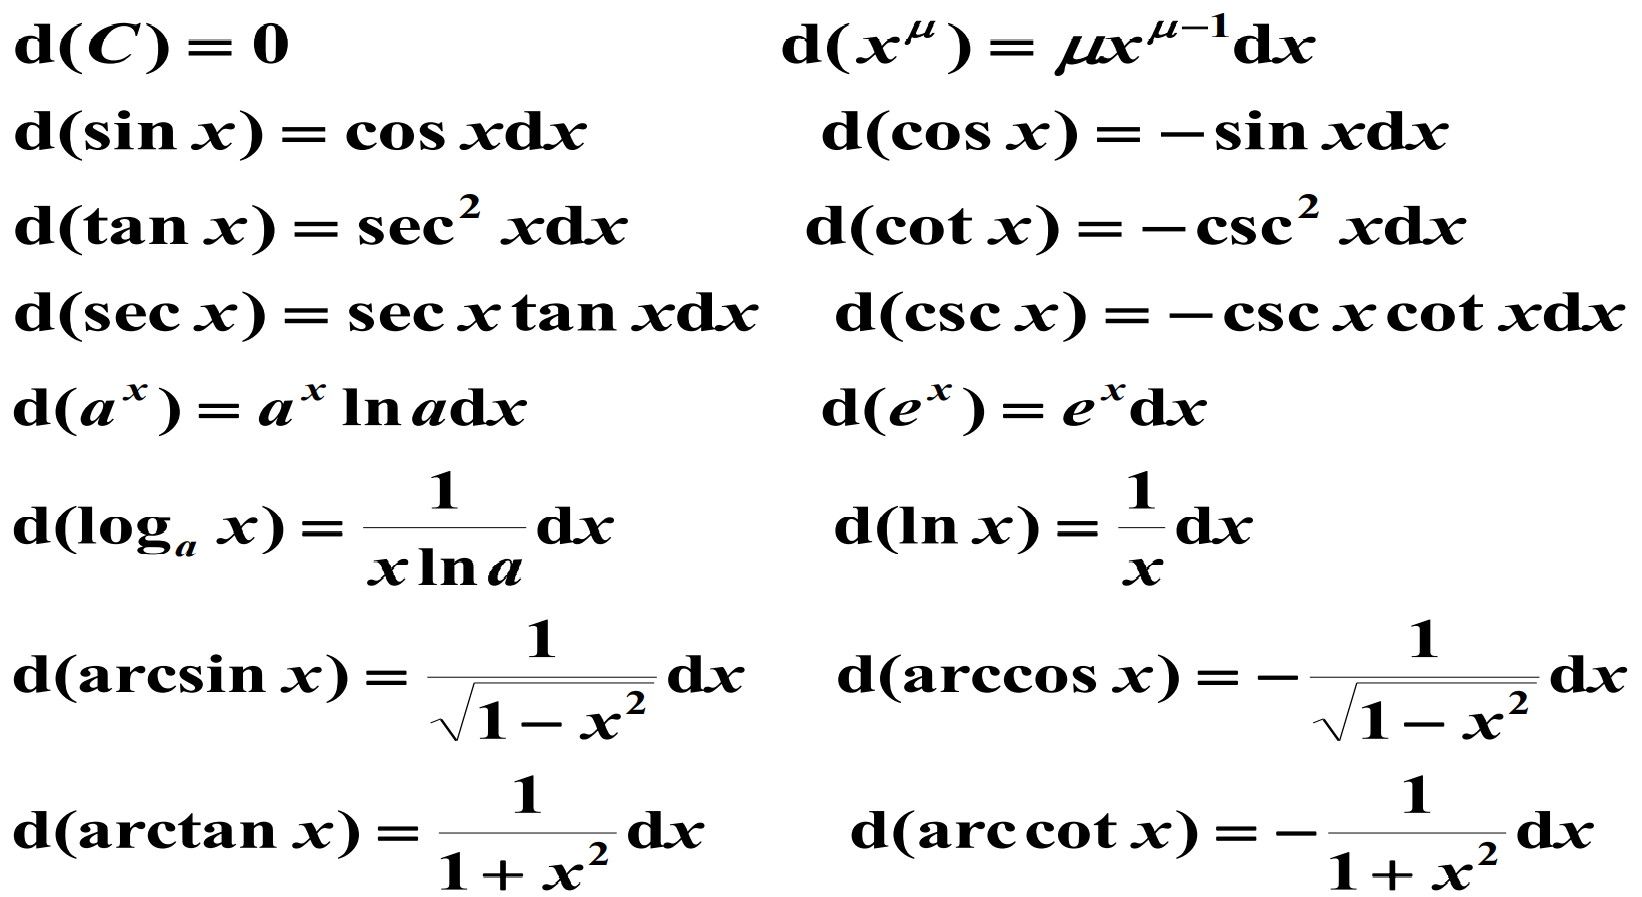 d(C) = 0    d(x^μ) = μx^(μ−1)dx
d(sin x) = cos xdx    d(cos x) = −sin xdx
d(tan x) = sec² xdx    d(cot x) = −csc² xdx
d(sec x) = sec x tan xdx    d(csc x) = −csc x cot xdx
d(a^x) = a^x ln adx    d(e^x) = e^x dx
d(log_a x) = 1/(x ln a) dx    d(ln x) = 1/x dx
d(arcsin x) = 1/√(1 − x²) dx    d(arccos x) = −1/√(1 − x²) dx
d(arctan x) = 1/(1 + x²) dx    d(arc cot x) = −1/(1 + x²) dx